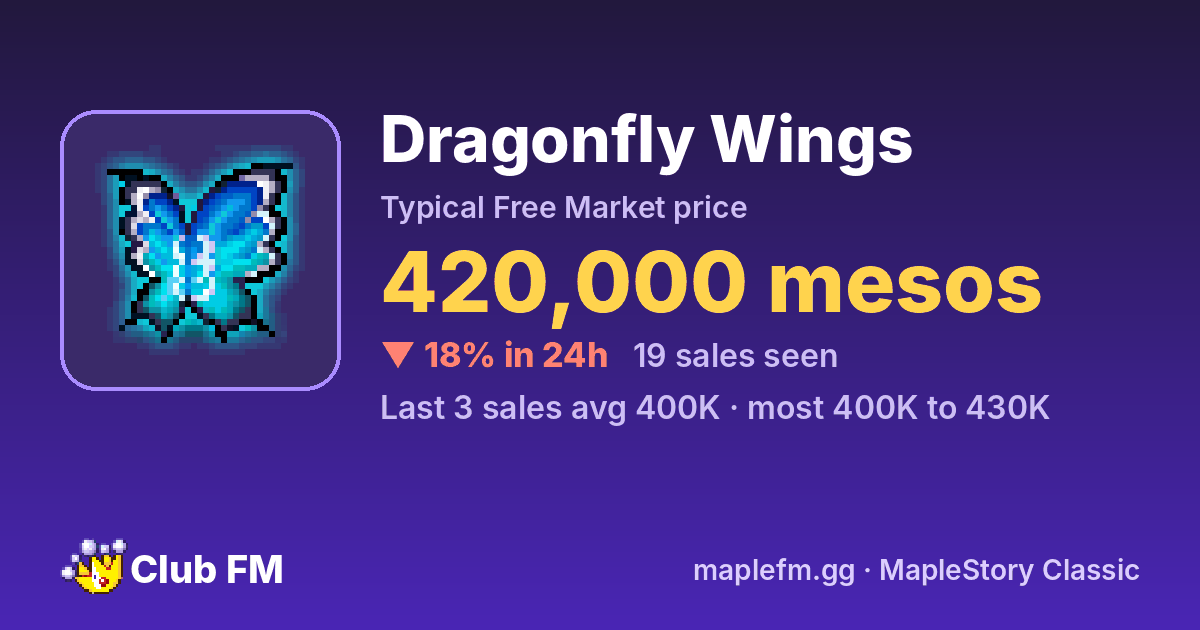 Dragonfly Wings
Typical Free Market price
420,000 mesos
▼ 18% in 24h 19 sales seen
Last 3 sales avg 400K · most 400K to 430K
Club FM
maplefm.gg · MapleStory Classic